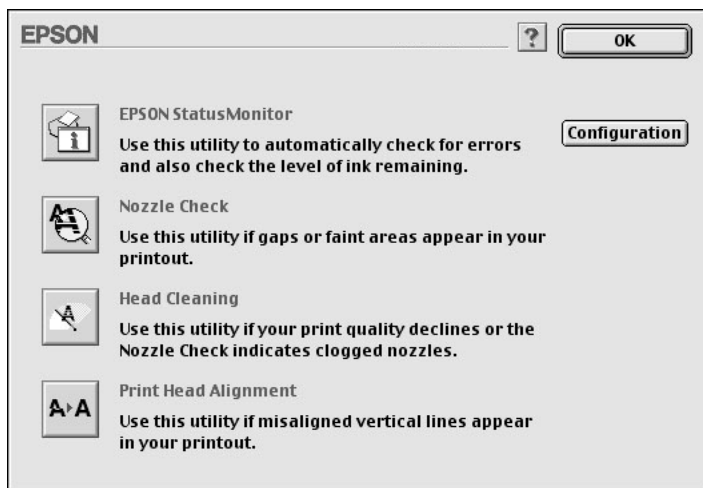 EPSON
?
OK
EPSON StatusMonitor
Use this utility to automatically check for errors
and also check the level of ink remaining.
Configuration
Nozzle Check
Use this utility if gaps or faint areas appear in your
printout.
Head Cleaning
Use this utility if your print quality declines or the
Nozzle Check indicates clogged nozzles.
Print Head Alignment
Use this utility if misaligned vertical lines appear
in your printout.